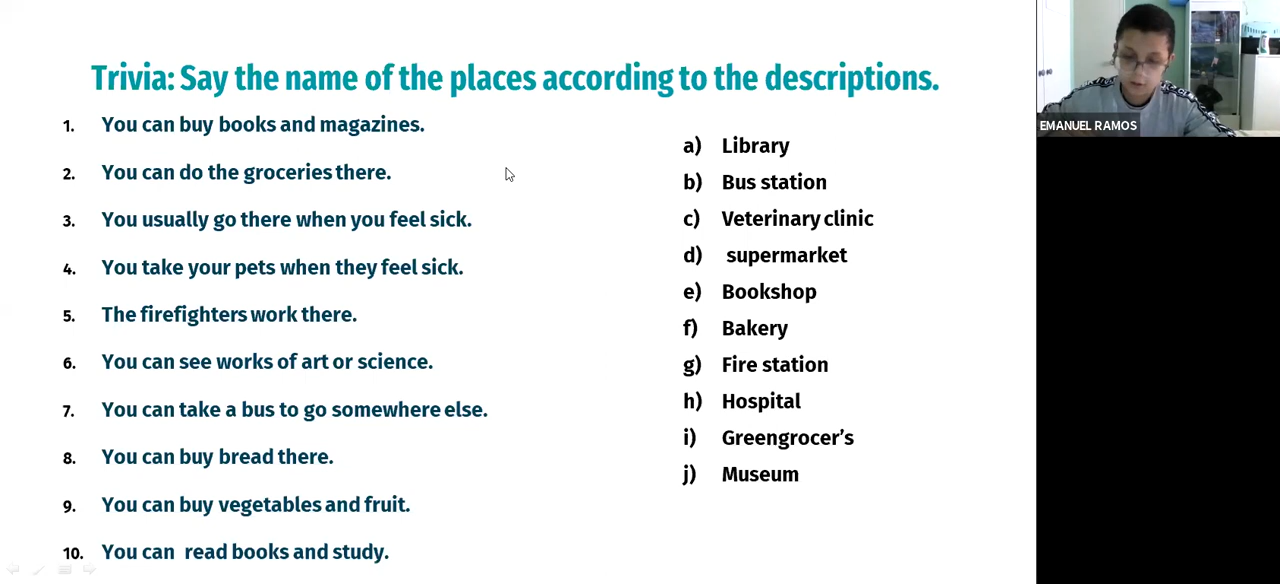 Trivia: Say the name of the places according to the descriptions.
1. You can buy books and magazines.
2. You can do the groceries there.
3. You usually go there when you feel sick.
4. You take your pets when they feel sick.
5. The firefighters work there.
6. You can see works of art or science.
7. You can take a bus to go somewhere else.
8. You can buy bread there.
9. You can buy vegetables and fruit.
10. You can read books and study.
a) Library
b) Bus station
c) Veterinary clinic
d) supermarket
e) Bookshop
f) Bakery
g) Fire station
h) Hospital
i) Greengrocer’s
j) Museum
EMANUEL RAMOS